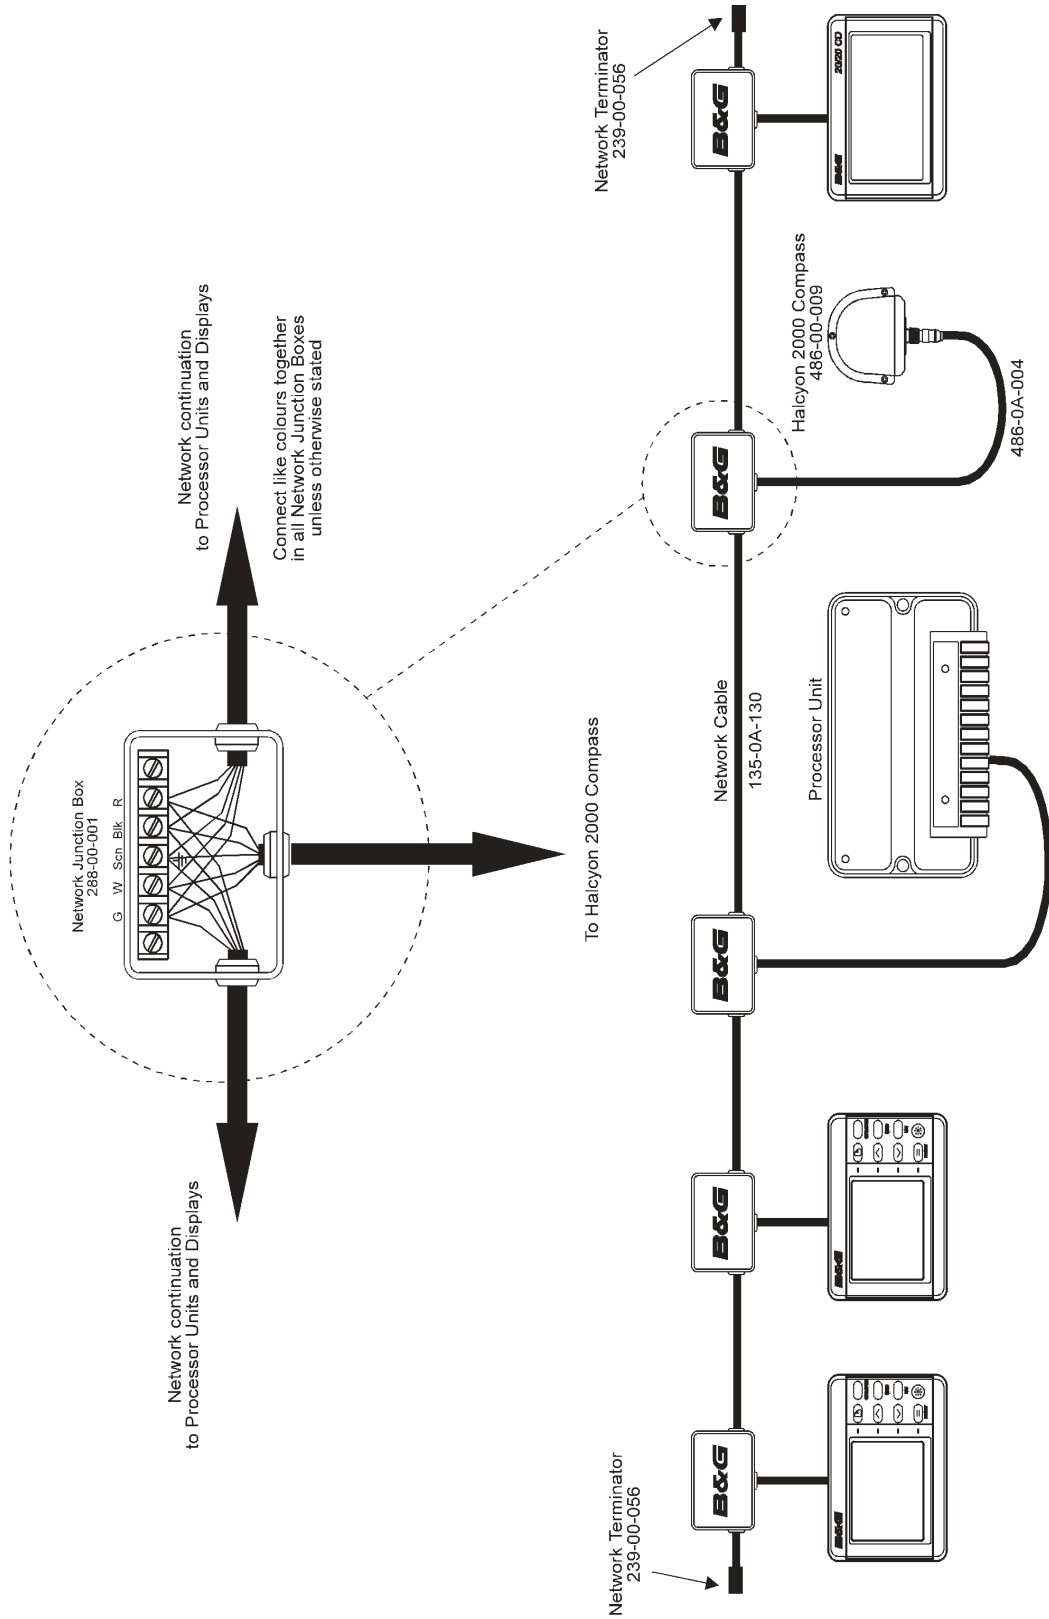 Network continuation
to Processor Units and Displays
Network Junction Box
288-00-001
G W Scn Blk R
Network continuation
to Processor Units and Displays
Connect like colours together
in all Network Junction Boxes
unless otherwise stated
To Halcyon 2000 Compass
Network Terminator
239-00-056
B&G
B&G
B&G
Network Cable
135-0A-130
B&G
B&G
Network Terminator
239-00-056
B&G
B&G
Processor Unit
Halcyon 2000 Compass
486-00-009
486-0A-004
B&G
20/20 CD